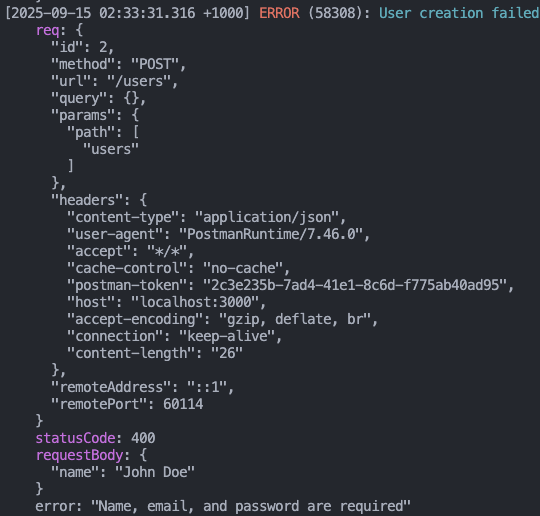 [2025-09-15 02:33:31.316 +1000] ERROR (58308): User creation failed
    req: {
      "id": 2,
      "method": "POST",
      "url": "/users",
      "query": {},
      "params": {
        "path": [
          "users"
        ]
      },
      "headers": {
        "content-type": "application/json",
        "user-agent": "PostmanRuntime/7.46.0",
        "accept": "*/*",
        "cache-control": "no-cache",
        "postman-token": "2c3e235b-7ad4-41e1-8c6d-f775ab40ad95",
        "host": "localhost:3000",
        "accept-encoding": "gzip, deflate, br",
        "connection": "keep-alive",
        "content-length": "26"
      },
      "remoteAddress": "::1",
      "remotePort": 60114
    }
    statusCode: 400
    requestBody: {
      "name": "John Doe"
    }
    error: "Name, email, and password are required"